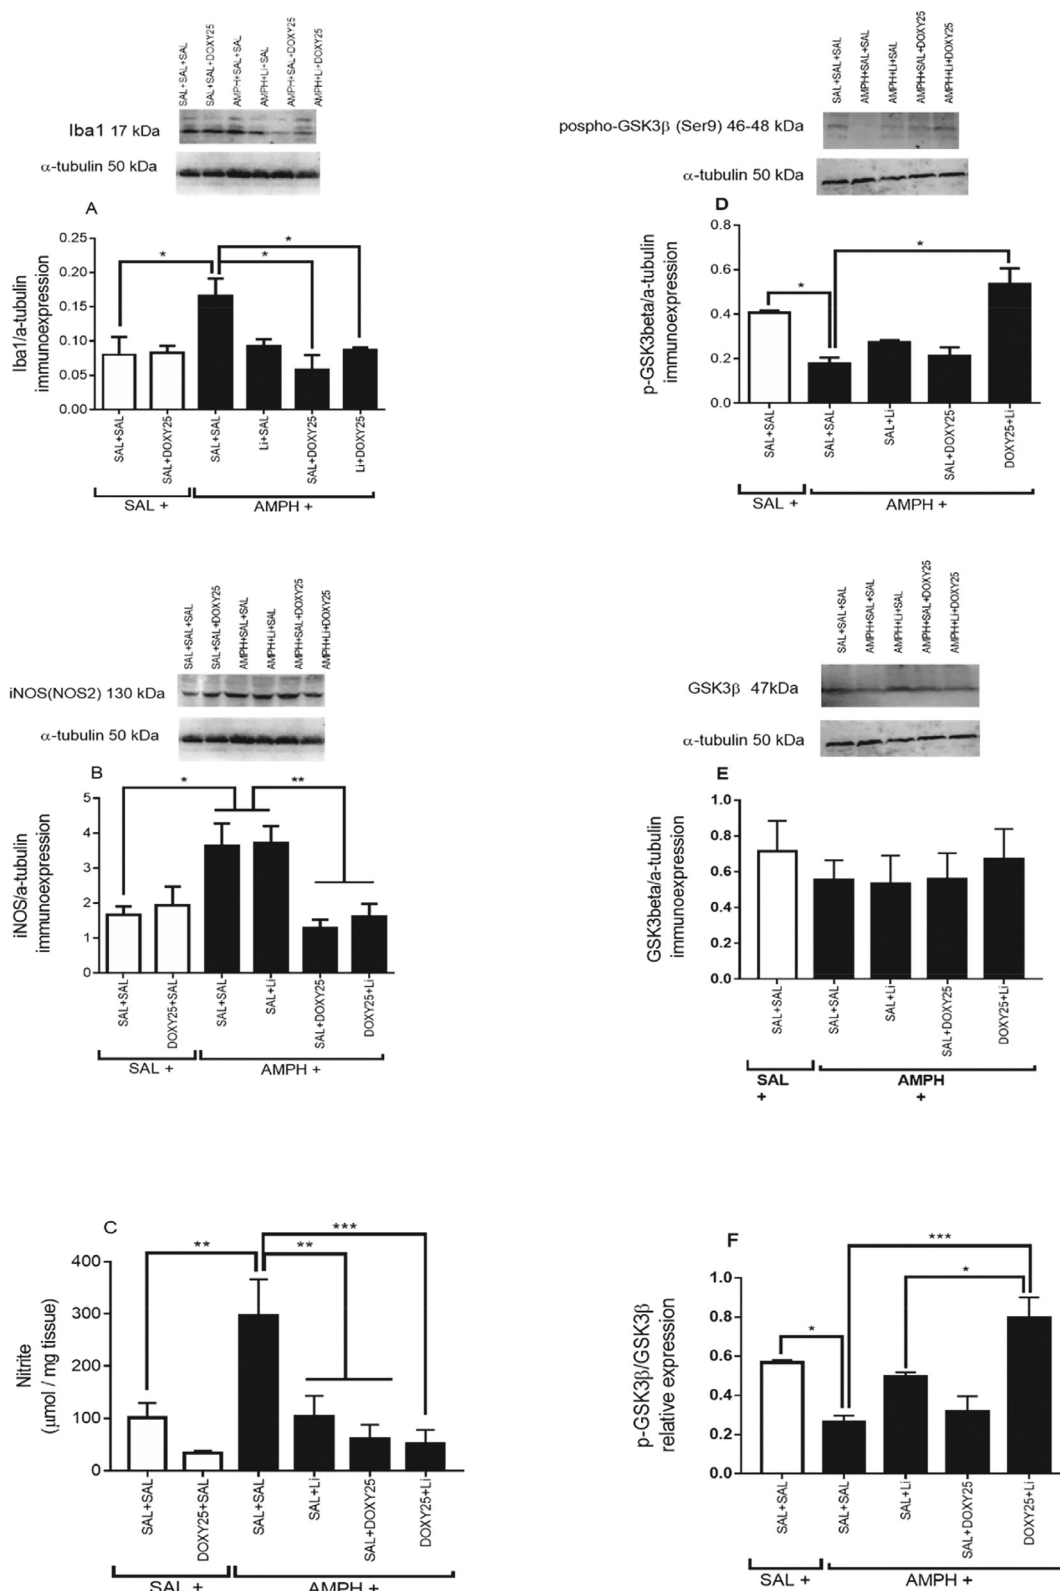 SAL+SAL+SAL
SAL+SAL+DOXY25
AMPH+SAL+SAL
AMPH+Li+SAL
AMPH+SAL+DOXY25
AMPH+Li+DOXY25
Iba1 17 kDa
α-tubulin 50 kDa
A
Iba1/a-tubulin
immunoexpression
0.25
0.20
0.15
0.10
0.05
0.00
*
*
*
SAL+SAL
SAL+DOXY25
SAL+SAL
Li+SAL
SAL+DOXY25
Li+DOXY25
SAL +
AMPH +
SAL+SAL+SAL
AMPH+SAL+SAL
AMPH+Li+SAL
AMPH+SAL+DOXY25
AMPH+Li+DOXY25
pospho-GSK3β (Ser9) 46-48 kDa
α-tubulin 50 kDa
D
p-GSK3beta/a-tubulin
immunoexpression
0.8
0.6
0.4
0.2
0.0
*
*
SAL+SAL
SAL+SAL
SAL+Li
SAL+DOXY25
DOXY25+Li
SAL +
AMPH +
SAL+SAL+SAL
SAL+SAL+DOXY25
AMPH+SAL+SAL
AMPH+Li+SAL
AMPH+SAL+DOXY25
AMPH+Li+DOXY25
iNOS(NOS2) 130 kDa
α-tubulin 50 kDa
B
iNOS/a-tubulin
immunoexpression
5
4
3
2
1
0
*
**
SAL+SAL
DOXY25+SAL
SAL+SAL
SAL+Li
SAL+DOXY25
DOXY25+Li
SAL +
AMPH +
SAL+SAL+SAL
AMPH+SAL+SAL
AMPH+Li+SAL
AMPH+SAL+DOXY25
AMPH+Li+DOXY25
GSK3β 47kDa
α-tubulin 50 kDa
E
GSK3beta/a-tubulin
immunoexpression
1.0
0.8
0.6
0.4
0.2
0.0
SAL+SAL
SAL+SAL
SAL+Li
SAL+DOXY25
DOXY25+Li
SAL
+
AMPH
+
C
Nitrite
(μmol / mg tissue)
400
300
200
100
0
**
**
***
SAL+SAL
DOXY25+SAL
SAL+SAL
SAL+Li
SAL+DOXY25
DOXY25+Li
SAL +
AMPH +
F
p-GSK3β/GSK3β
relative expression
1.0
0.8
0.6
0.4
0.2
0.0
*
***
*
SAL+SAL
SAL+SAL
SAL+Li
SAL+DOXY25
DOXY25+Li
SAL +
AMPH +